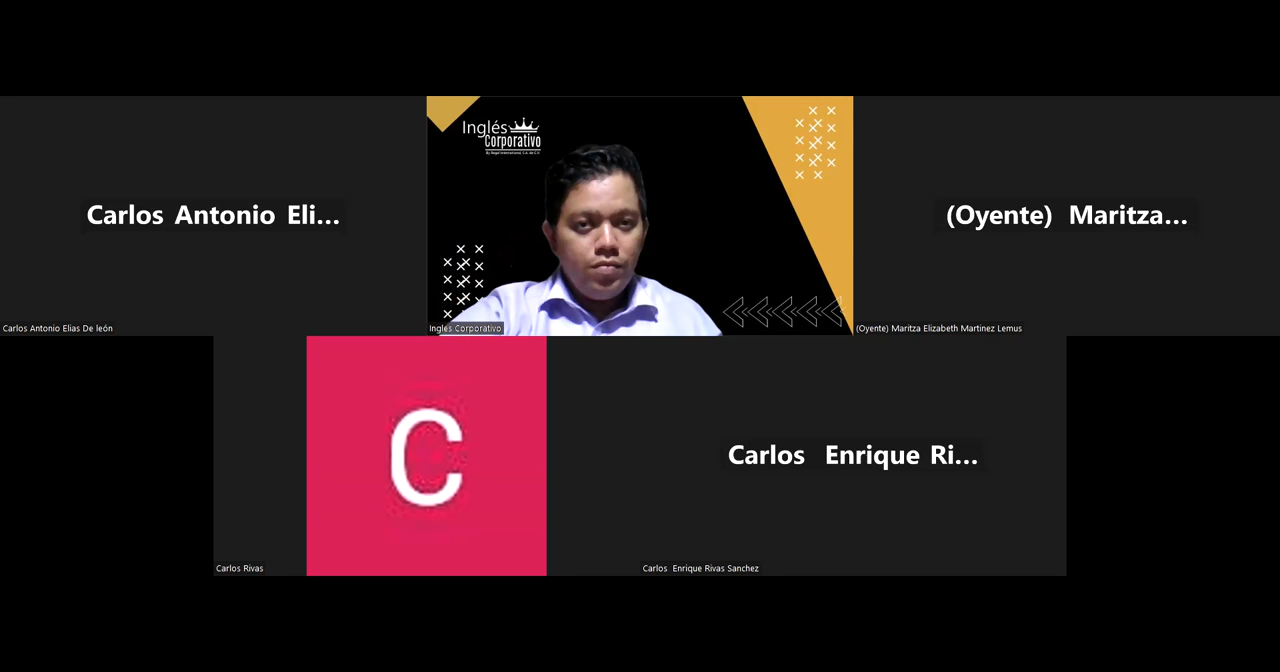 Carlos Antonio Eli...
Carlos Antonio Elias De león
Inglés
Corporativo
Inglés Corporativo
(Oyente) Maritza...
(Oyente) Maritza Elizabeth Martinez Lemus
C
Carlos Rivas
Carlos Enrique Ri...
Carlos Enrique Rivas Sanchez